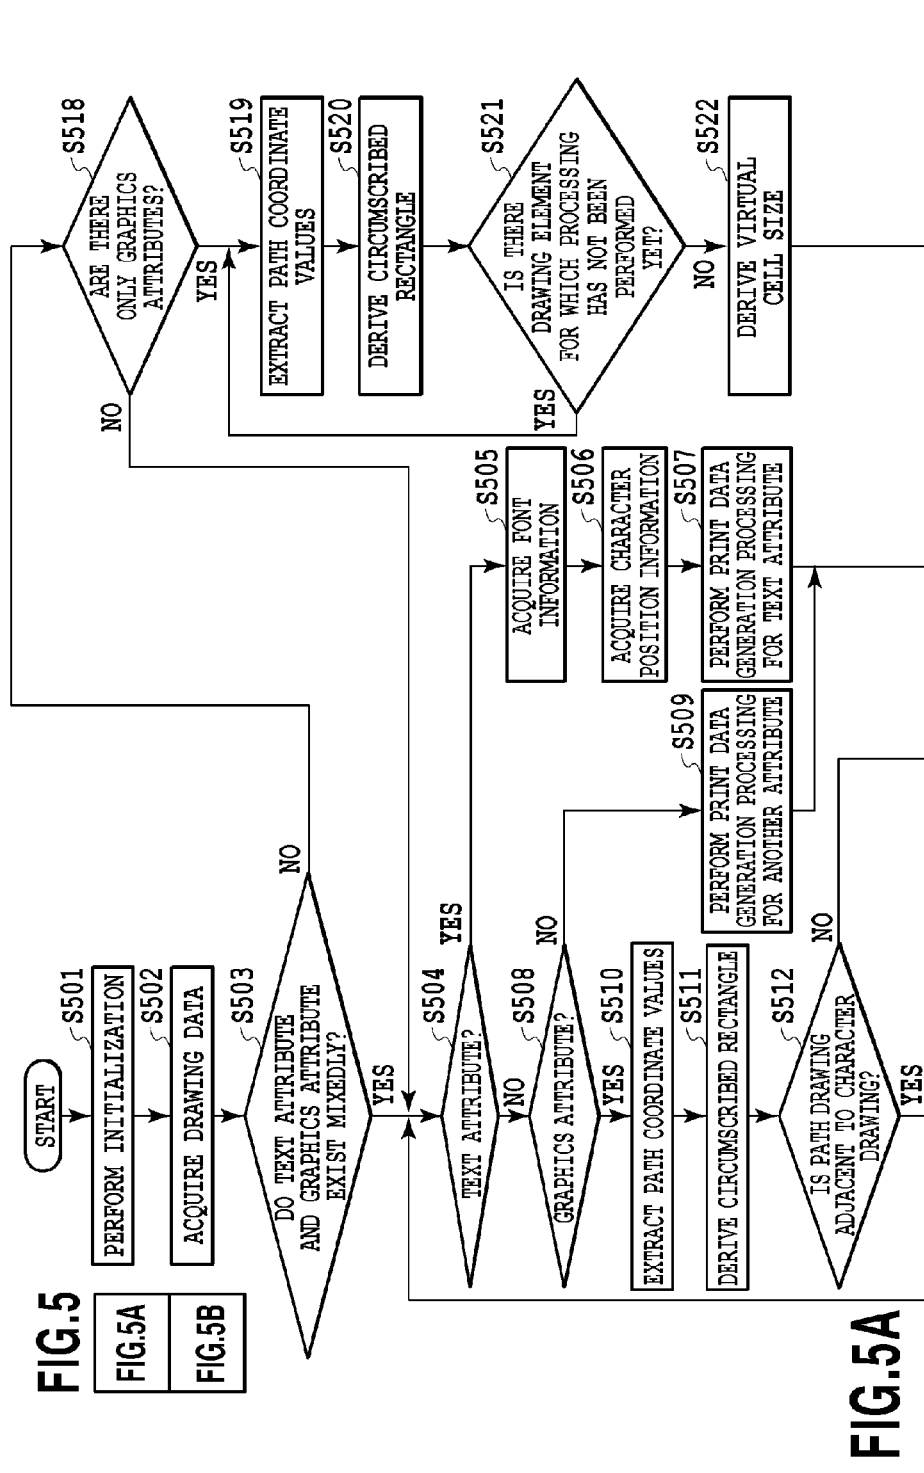 FIG.5
FIG.5A
FIG.5B
START
S501
PERFORM INITIALIZATION
S502
ACQUIRE DRAWING DATA
S503
DO TEXT ATTRIBUTE
AND GRAPHICS ATTRIBUTE
EXIST MIXEDLY?
NO
YES
S504
TEXT ATTRIBUTE?
YES
NO
S505
ACQUIRE FONT
INFORMATION
S506
ACQUIRE CHARACTER
POSITION INFORMATION
S507
PERFORM PRINT DATA
GENERATION PROCESSING
FOR TEXT ATTRIBUTE
S508
GRAPHICS ATTRIBUTE?
NO
YES
S509
PERFORM PRINT DATA
GENERATION PROCESSING
FOR ANOTHER ATTRIBUTE
S510
EXTRACT PATH COORDINATE VALUES
S511
DERIVE CIRCUMSCRIBED RECTANGLE
S512
IS PATH DRAWING
ADJACENT TO CHARACTER
DRAWING?
NO
YES
S518
ARE THERE
ONLY GRAPHICS
ATTRIBUTES?
NO
YES
S519
EXTRACT PATH COORDINATE
VALUES
S520
DERIVE CIRCUMSCRIBED
RECTANGLE
S521
IS THERE
DRAWING ELEMENT
FOR WHICH PROCESSING
HAS NOT BEEN
PERFORMED
YET?
YES
NO
S522
DERIVE VIRTUAL
CELL SIZE
FIG.5A